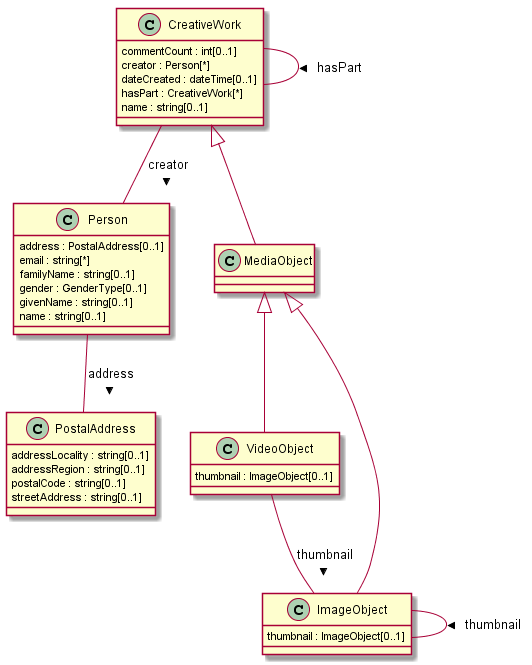 C CreativeWork
commentCount : int[0..1]
creator : Person[*]
dateCreated : dateTime[0..1]
hasPart : CreativeWork[*]
name : string[0..1]
hasPart
creator
C Person
address : PostalAddress[0..1]
email : string[*]
familyName : string[0..1]
gender : GenderType[0..1]
givenName : string[0..1]
name : string[0..1]
C MediaObject
address
C PostalAddress
addressLocality : string[0..1]
addressRegion : string[0..1]
postalCode : string[0..1]
streetAddress : string[0..1]
C VideoObject
thumbnail : ImageObject[0..1]
thumbnail
C ImageObject
thumbnail : ImageObject[0..1]
thumbnail